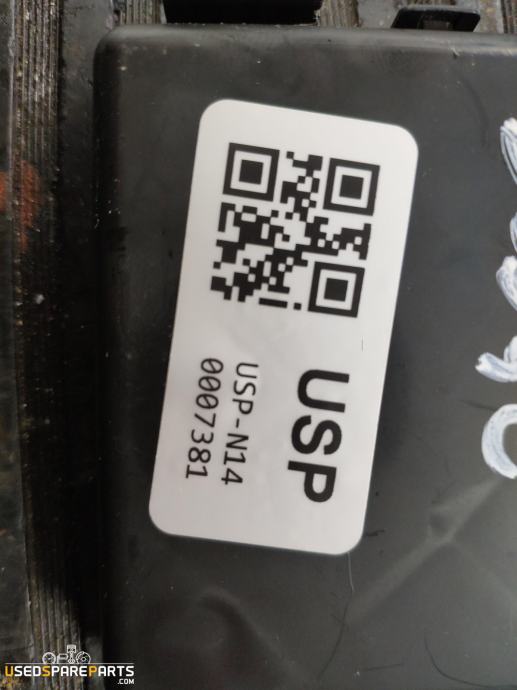 USP
USP-N14
0007381
USEDSPAREPARTS
.COM